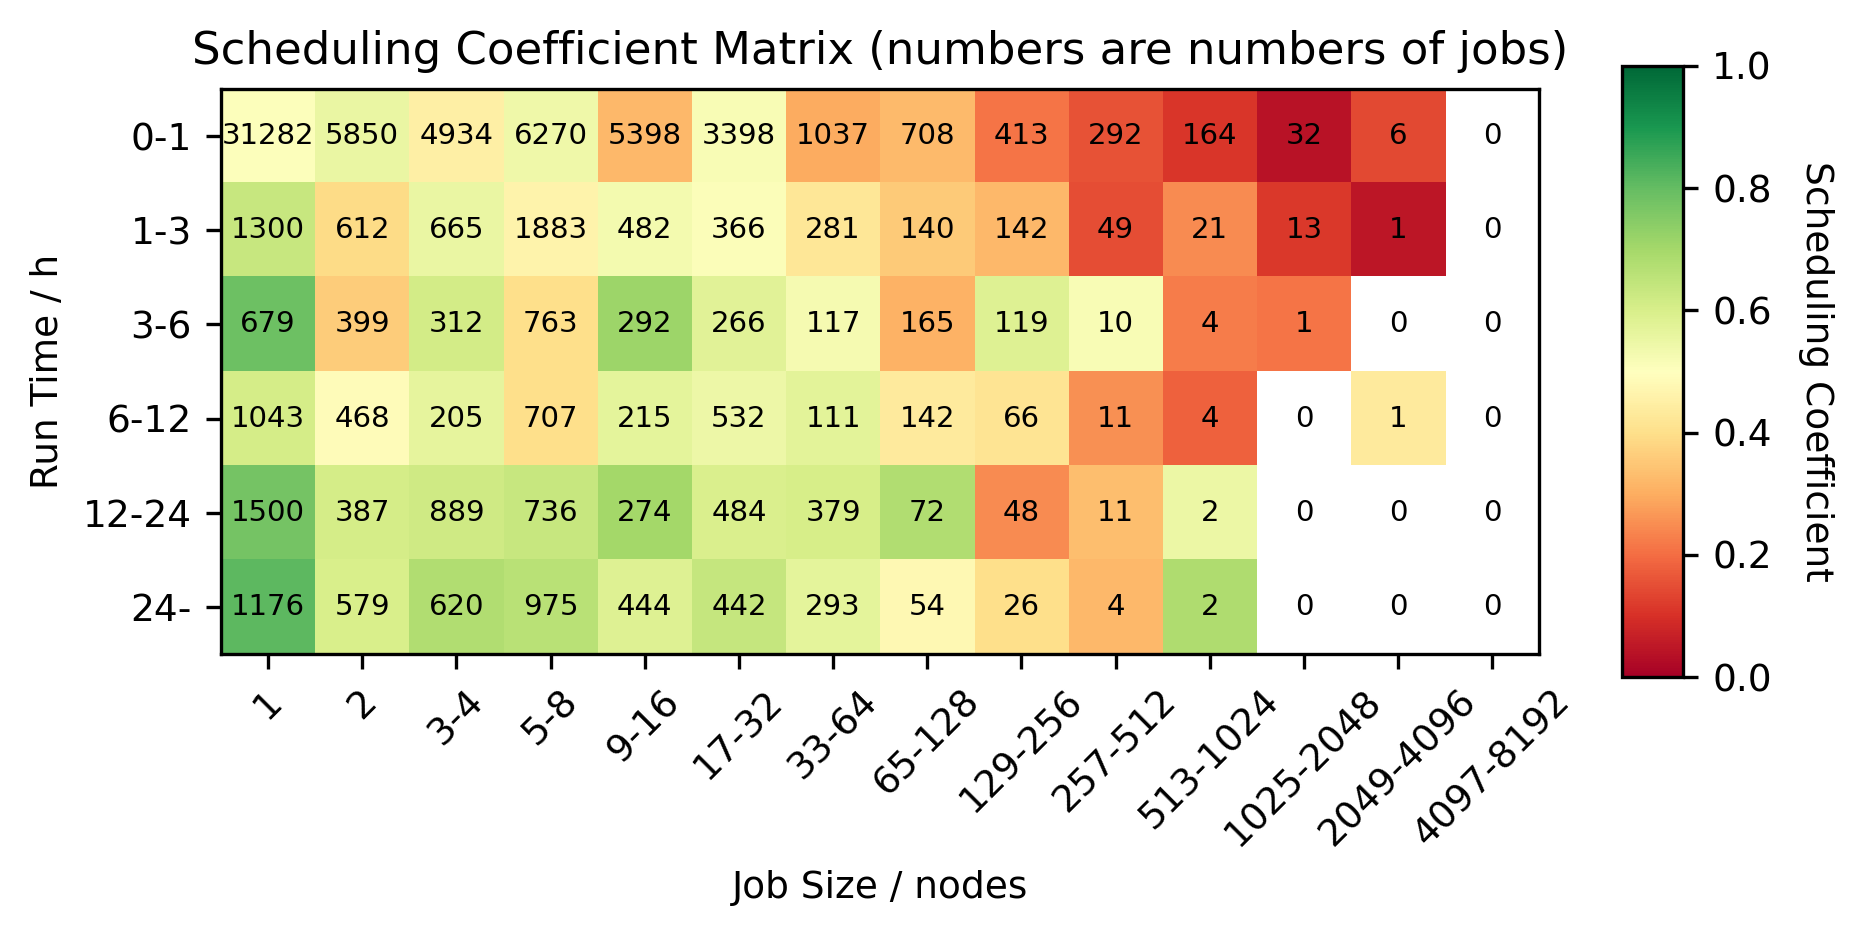 Scheduling Coefficient Matrix (numbers are numbers of jobs)
0-1 31282 5850 4934 6270 5398 3398 1037 708 413 292 164 32 6 0
1-3 1300 612 665 1883 482 366 281 140 142 49 21 13 1 0
3-6 679 399 312 763 292 266 117 165 119 10 4 1 0 0
6-12 1043 468 205 707 215 532 111 142 66 11 4 0 1 0
12-24 1500 387 889 736 274 484 379 72 48 11 2 0 0 0
24- 1176 579 620 975 444 442 293 54 26 4 2 0 0 0
1 2 3-4 5-8 9-16 17-32 33-64 65-128 129-256 257-512 513-1024 1025-2048 2049-4096 4097-8192
Job Size / nodes
Run Time / h
1.0
0.8
0.6
0.4
0.2
0.0
Scheduling Coefficient